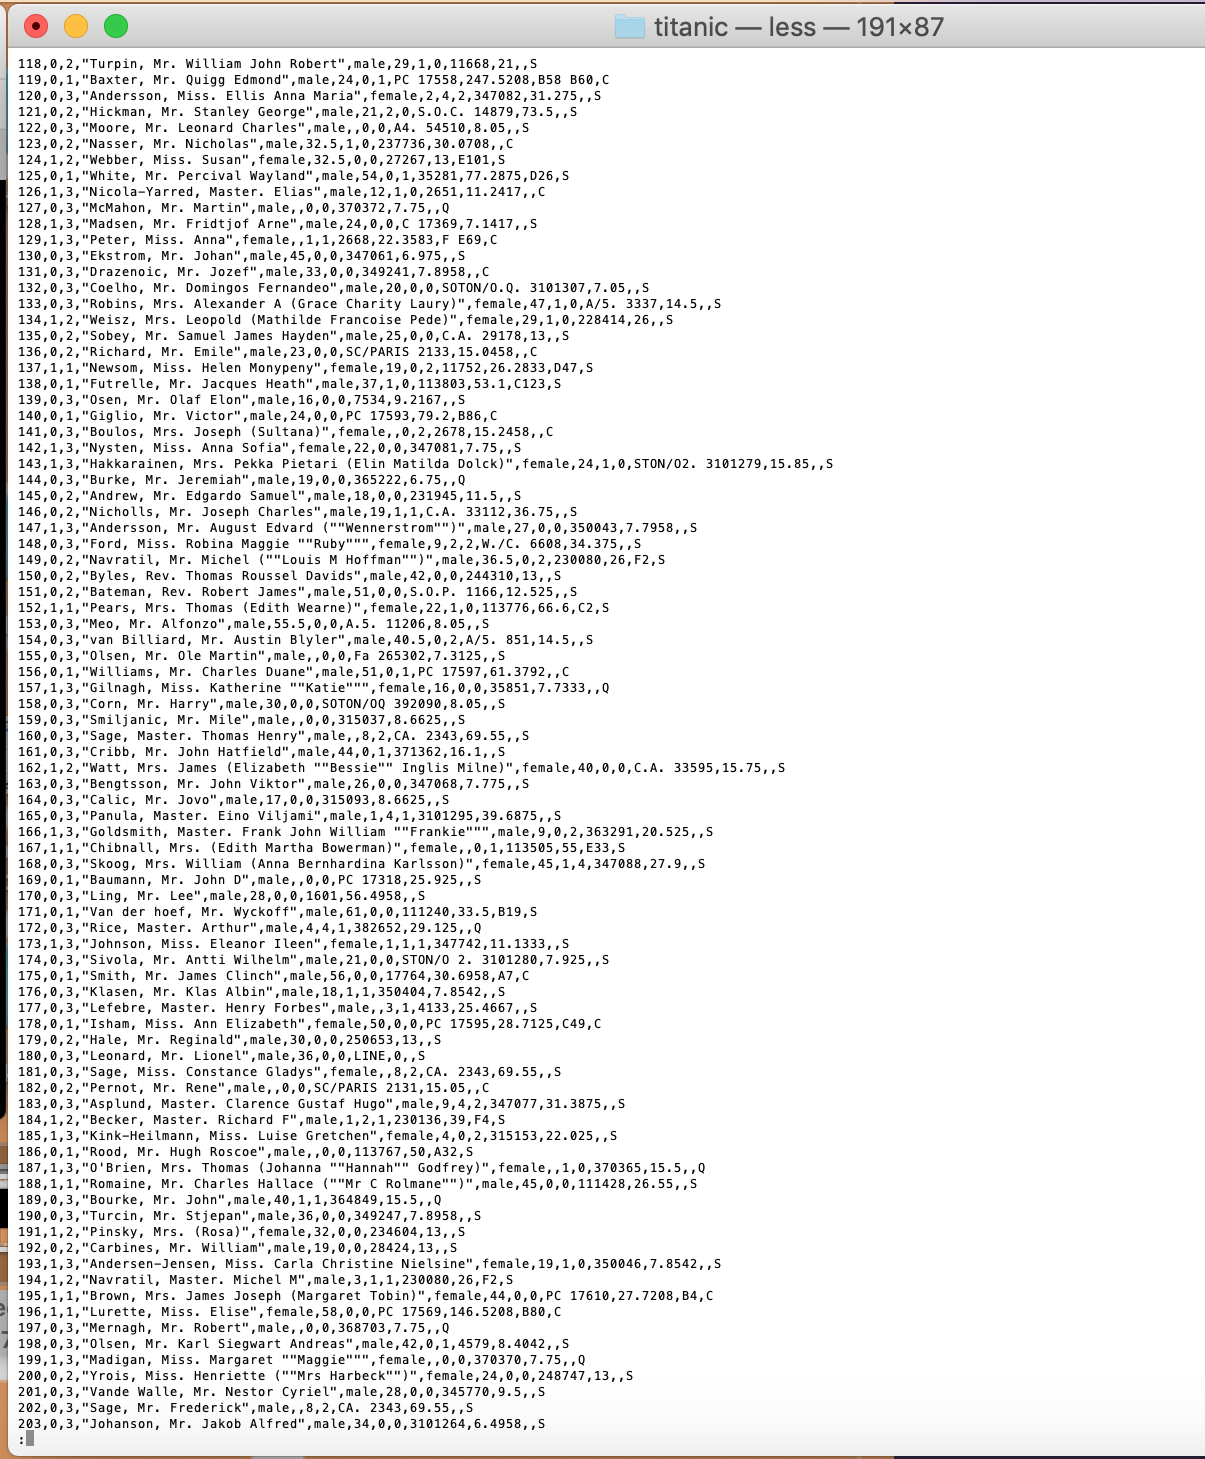 titanic — less — 191×87
118,0,2,"Turpin, Mr. William John Robert",male,29,1,0,11668,21,,S
119,0,1,"Baxter, Mr. Quigg Edmond",male,24,0,1,PC 17558,247.5208,B58 B60,C
120,0,3,"Andersson, Miss. Ellis Anna Maria",female,2,4,2,347082,31.275,,S
121,0,2,"Hickman, Mr. Stanley George",male,21,2,0,S.O.C. 14879,73.5,,S
122,0,3,"Moore, Mr. Leonard Charles",male,,0,0,A4. 54510,8.05,,S
123,0,2,"Nasser, Mr. Nicholas",male,32.5,1,0,237736,30.0708,,C
124,1,2,"Webber, Miss. Susan",female,32.5,0,0,27267,13,E101,S
125,0,1,"White, Mr. Percival Wayland",male,54,0,1,35281,77.2875,D26,S
126,1,3,"Nicola-Yarred, Master. Elias",male,12,1,0,2651,11.2417,,C
127,0,3,"McMahon, Mr. Martin",male,,0,0,370372,7.75,,Q
128,1,3,"Madsen, Mr. Fridtjof Arne",male,24,0,0,C 17369,7.1417,,S
129,1,3,"Peter, Miss. Anna",female,,1,1,2668,22.3583,F E69,C
130,0,3,"Ekstrom, Mr. Johan",male,45,0,0,347061,6.975,,S
131,0,3,"Drazenoic, Mr. Jozef",male,33,0,0,349241,7.8958,,C
132,0,3,"Coelho, Mr. Domingos Fernandeo",male,20,0,0,SOTON/O.Q. 3101307,7.05,,S
133,0,3,"Robins, Mrs. Alexander A (Grace Charity Laury)",female,47,1,0,A/5. 3337,14.5,,S
134,1,2,"Weisz, Mrs. Leopold (Mathilde Francoise Pede)",female,29,1,0,228414,26,,S
135,0,2,"Sobey, Mr. Samuel James Hayden",male,25,0,0,C.A. 29178,13,,S
136,0,2,"Richard, Mr. Emile",male,23,0,0,SC/PARIS 2133,15.0458,,C
137,1,1,"Newsom, Miss. Helen Monypeny",female,19,0,2,11752,26.2833,D47,S
138,0,1,"Futrelle, Mr. Jacques Heath",male,37,1,0,113803,53.1,C123,S
139,0,3,"Osen, Mr. Olaf Elon",male,16,0,0,7534,9.2167,,S
140,0,1,"Giglio, Mr. Victor",male,24,0,0,PC 17593,79.2,B86,C
141,0,3,"Boulos, Mrs. Joseph (Sultana)",female,,0,2,2678,15.2458,,C
142,1,3,"Nysten, Miss. Anna Sofia",female,22,0,0,347081,7.75,,S
143,1,3,"Hakkarainen, Mrs. Pekka Pietari (Elin Matilda Dolck)",female,24,1,0,STON/O2. 3101279,15.85,,S
144,0,3,"Burke, Mr. Jeremiah",male,19,0,0,365222,6.75,,Q
145,0,2,"Andrew, Mr. Edgardo Samuel",male,18,0,0,231945,11.5,,S
146,0,2,"Nicholls, Mr. Joseph Charles",male,19,1,1,C.A. 33112,36.75,,S
147,1,3,"Andersson, Mr. August Edvard (""Wennerstrom"")",male,27,0,0,350043,7.7958,,S
148,0,3,"Ford, Miss. Robina Maggie ""Ruby""",female,9,2,2,W./C. 6608,34.375,,S
149,0,2,"Navratil, Mr. Michel (""Louis M Hoffman"")",male,36.5,0,2,230080,26,F2,S
150,0,2,"Byles, Rev. Thomas Roussel Davids",male,42,0,0,244310,13,,S
151,0,2,"Bateman, Rev. Robert James",male,51,0,0,S.O.P. 1166,12.525,,S
152,1,1,"Pears, Mrs. Thomas (Edith Wearne)",female,22,1,0,113776,66.6,C2,S
153,0,3,"Meo, Mr. Alfonzo",male,55.5,0,0,A.5. 11206,8.05,,S
154,0,3,"van Billiard, Mr. Austin Blyler",male,40.5,0,2,A/5. 851,14.5,,S
155,0,3,"Olsen, Mr. Ole Martin",male,,0,0,Fa 265302,7.3125,,S
156,0,1,"Williams, Mr. Charles Duane",male,51,0,1,PC 17597,61.3792,,C
157,1,3,"Gilnagh, Miss. Katherine ""Katie""",female,16,0,0,35851,7.7333,,Q
158,0,3,"Corn, Mr. Harry",male,30,0,0,SOTON/OQ 392090,8.05,,S
159,0,3,"Smiljanic, Mr. Mile",male,,0,0,315037,8.6625,,S
160,0,3,"Sage, Master. Thomas Henry",male,,8,2,CA. 2343,69.55,,S
161,0,3,"Cribb, Mr. John Hatfield",male,44,0,1,371362,16.1,,S
162,1,2,"Watt, Mrs. James (Elizabeth ""Bessie"" Inglis Milne)",female,40,0,0,C.A. 33595,15.75,,S
163,0,3,"Bengtsson, Mr. John Viktor",male,26,0,0,347068,7.775,,S
164,0,3,"Calic, Mr. Jovo",male,17,0,0,315093,8.6625,,S
165,0,3,"Panula, Master. Eino Viljami",male,1,4,1,3101295,39.6875,,S
166,1,3,"Goldsmith, Master. Frank John William ""Frankie""",male,9,0,2,363291,20.525,,S
167,1,1,"Chibnall, Mrs. (Edith Martha Bowerman)",female,,0,1,113505,55,E33,S
168,0,3,"Skoog, Mrs. William (Anna Bernhardina Karlsson)",female,45,1,4,347088,27.9,,S
169,0,1,"Baumann, Mr. John D",male,,0,0,PC 17318,25.925,,S
170,0,3,"Ling, Mr. Lee",male,28,0,0,1601,56.4958,,S
171,0,1,"Van der hoef, Mr. Wyckoff",male,61,0,0,111240,33.5,B19,S
172,0,3,"Rice, Master. Arthur",male,4,4,1,382652,29.125,,Q
173,1,3,"Johnson, Miss. Eleanor Ileen",female,1,1,1,347742,11.1333,,S
174,0,3,"Sivola, Mr. Antti Wilhelm",male,21,0,0,STON/O 2. 3101280,7.925,,S
175,0,1,"Smith, Mr. James Clinch",male,56,0,0,17764,30.6958,A7,C
176,0,3,"Klasen, Mr. Klas Albin",male,18,1,1,350404,7.8542,,S
177,0,3,"Lefebre, Master. Henry Forbes",male,,3,1,4133,25.4667,,S
178,0,1,"Isham, Miss. Ann Elizabeth",female,50,0,0,PC 17595,28.7125,C49,C
179,0,2,"Hale, Mr. Reginald",male,30,0,0,250653,13,,S
180,0,3,"Leonard, Mr. Lionel",male,36,0,0,LINE,0,,S
181,0,3,"Sage, Miss. Constance Gladys",female,,8,2,CA. 2343,69.55,,S
182,0,2,"Pernot, Mr. Rene",male,,0,0,SC/PARIS 2131,15.05,,C
183,0,3,"Asplund, Master. Clarence Gustaf Hugo",male,9,4,2,347077,31.3875,,S
184,1,2,"Becker, Master. Richard F",male,1,2,1,230136,39,F4,S
185,1,3,"Kink-Heilmann, Miss. Luise Gretchen",female,4,0,2,315153,22.025,,S
186,0,1,"Rood, Mr. Hugh Roscoe",male,,0,0,113767,50,A32,S
187,1,3,"O'Brien, Mrs. Thomas (Johanna ""Hannah"" Godfrey)",female,,1,0,370365,15.5,,Q
188,1,1,"Romaine, Mr. Charles Hallace (""Mr C Rolmane"")",male,45,0,0,111428,26.55,,S
189,0,3,"Bourke, Mr. John",male,40,1,1,364849,15.5,,Q
190,0,3,"Turcin, Mr. Stjepan",male,36,0,0,349247,7.8958,,S
191,1,2,"Pinsky, Mrs. (Rosa)",female,32,0,0,234604,13,,S
192,0,2,"Carbines, Mr. William",male,19,0,0,28424,13,,S
193,1,3,"Andersen-Jensen, Miss. Carla Christine Nielsine",female,19,1,0,350046,7.8542,,S
194,1,2,"Navratil, Master. Michel M",male,3,1,1,230080,26,F2,S
195,1,1,"Brown, Mrs. James Joseph (Margaret Tobin)",female,44,0,0,PC 17610,27.7208,B4,C
196,1,1,"Lurette, Miss. Elise",female,58,0,0,PC 17569,146.5208,B80,C
197,0,3,"Mernagh, Mr. Robert",male,,0,0,368703,7.75,,Q
198,0,3,"Olsen, Mr. Karl Siegwart Andreas",male,42,0,1,4579,8.4042,,S
199,1,3,"Madigan, Miss. Margaret ""Maggie""",female,,0,0,370370,7.75,,Q
200,0,2,"Yrois, Miss. Henriette (""Mrs Harbeck"")",female,24,0,0,248747,13,,S
201,0,3,"Vande Walle, Mr. Nestor Cyriel",male,28,0,0,345770,9.5,,S
202,0,3,"Sage, Mr. Frederick",male,,8,2,CA. 2343,69.55,,S
203,0,3,"Johanson, Mr. Jakob Alfred",male,34,0,0,3101264,6.4958,,S
: